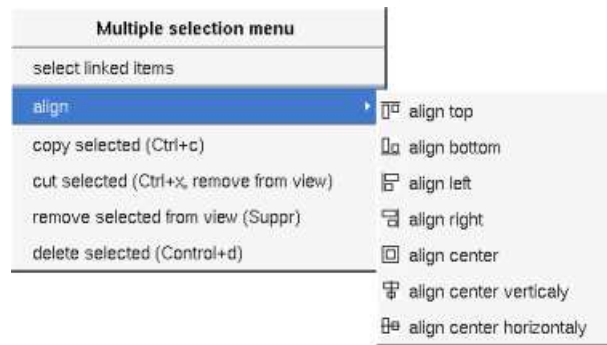 Multiple selection menu
select linked items
align
copy selected (Ctrl+c)
cut selected (Ctrl+x, remove from view)
remove selected from view (Suppr)
delete selected (Control+d)
align top
align bottom
align left
align right
align center
align center verticaly
align center horizontaly